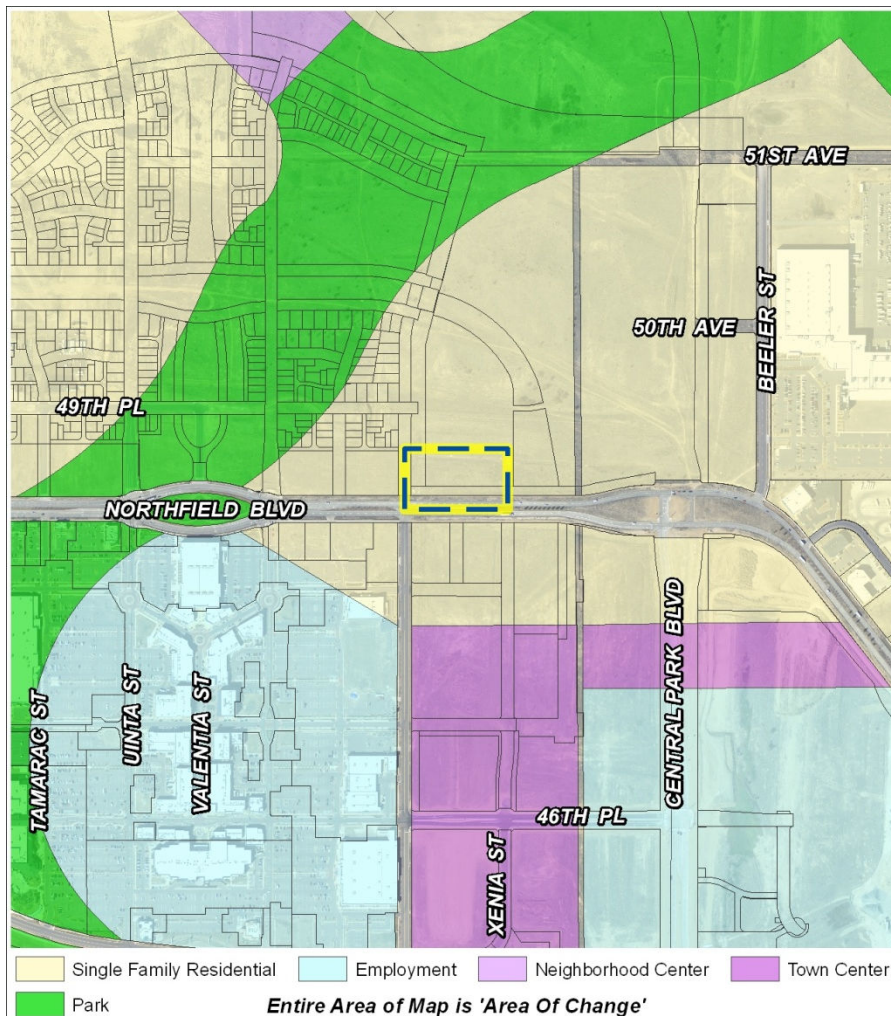 51ST AVE
50TH AVE
BEELER ST
49TH PL
NORTHFIELD BLVD
CENTRAL PARK BLVD
TAMARAC ST
UINTA ST
VALENTIA ST
46TH PL
XENIA ST
Single Family Residential
Employment
Neighborhood Center
Town Center
Park
Entire Area of Map is 'Area Of Change'